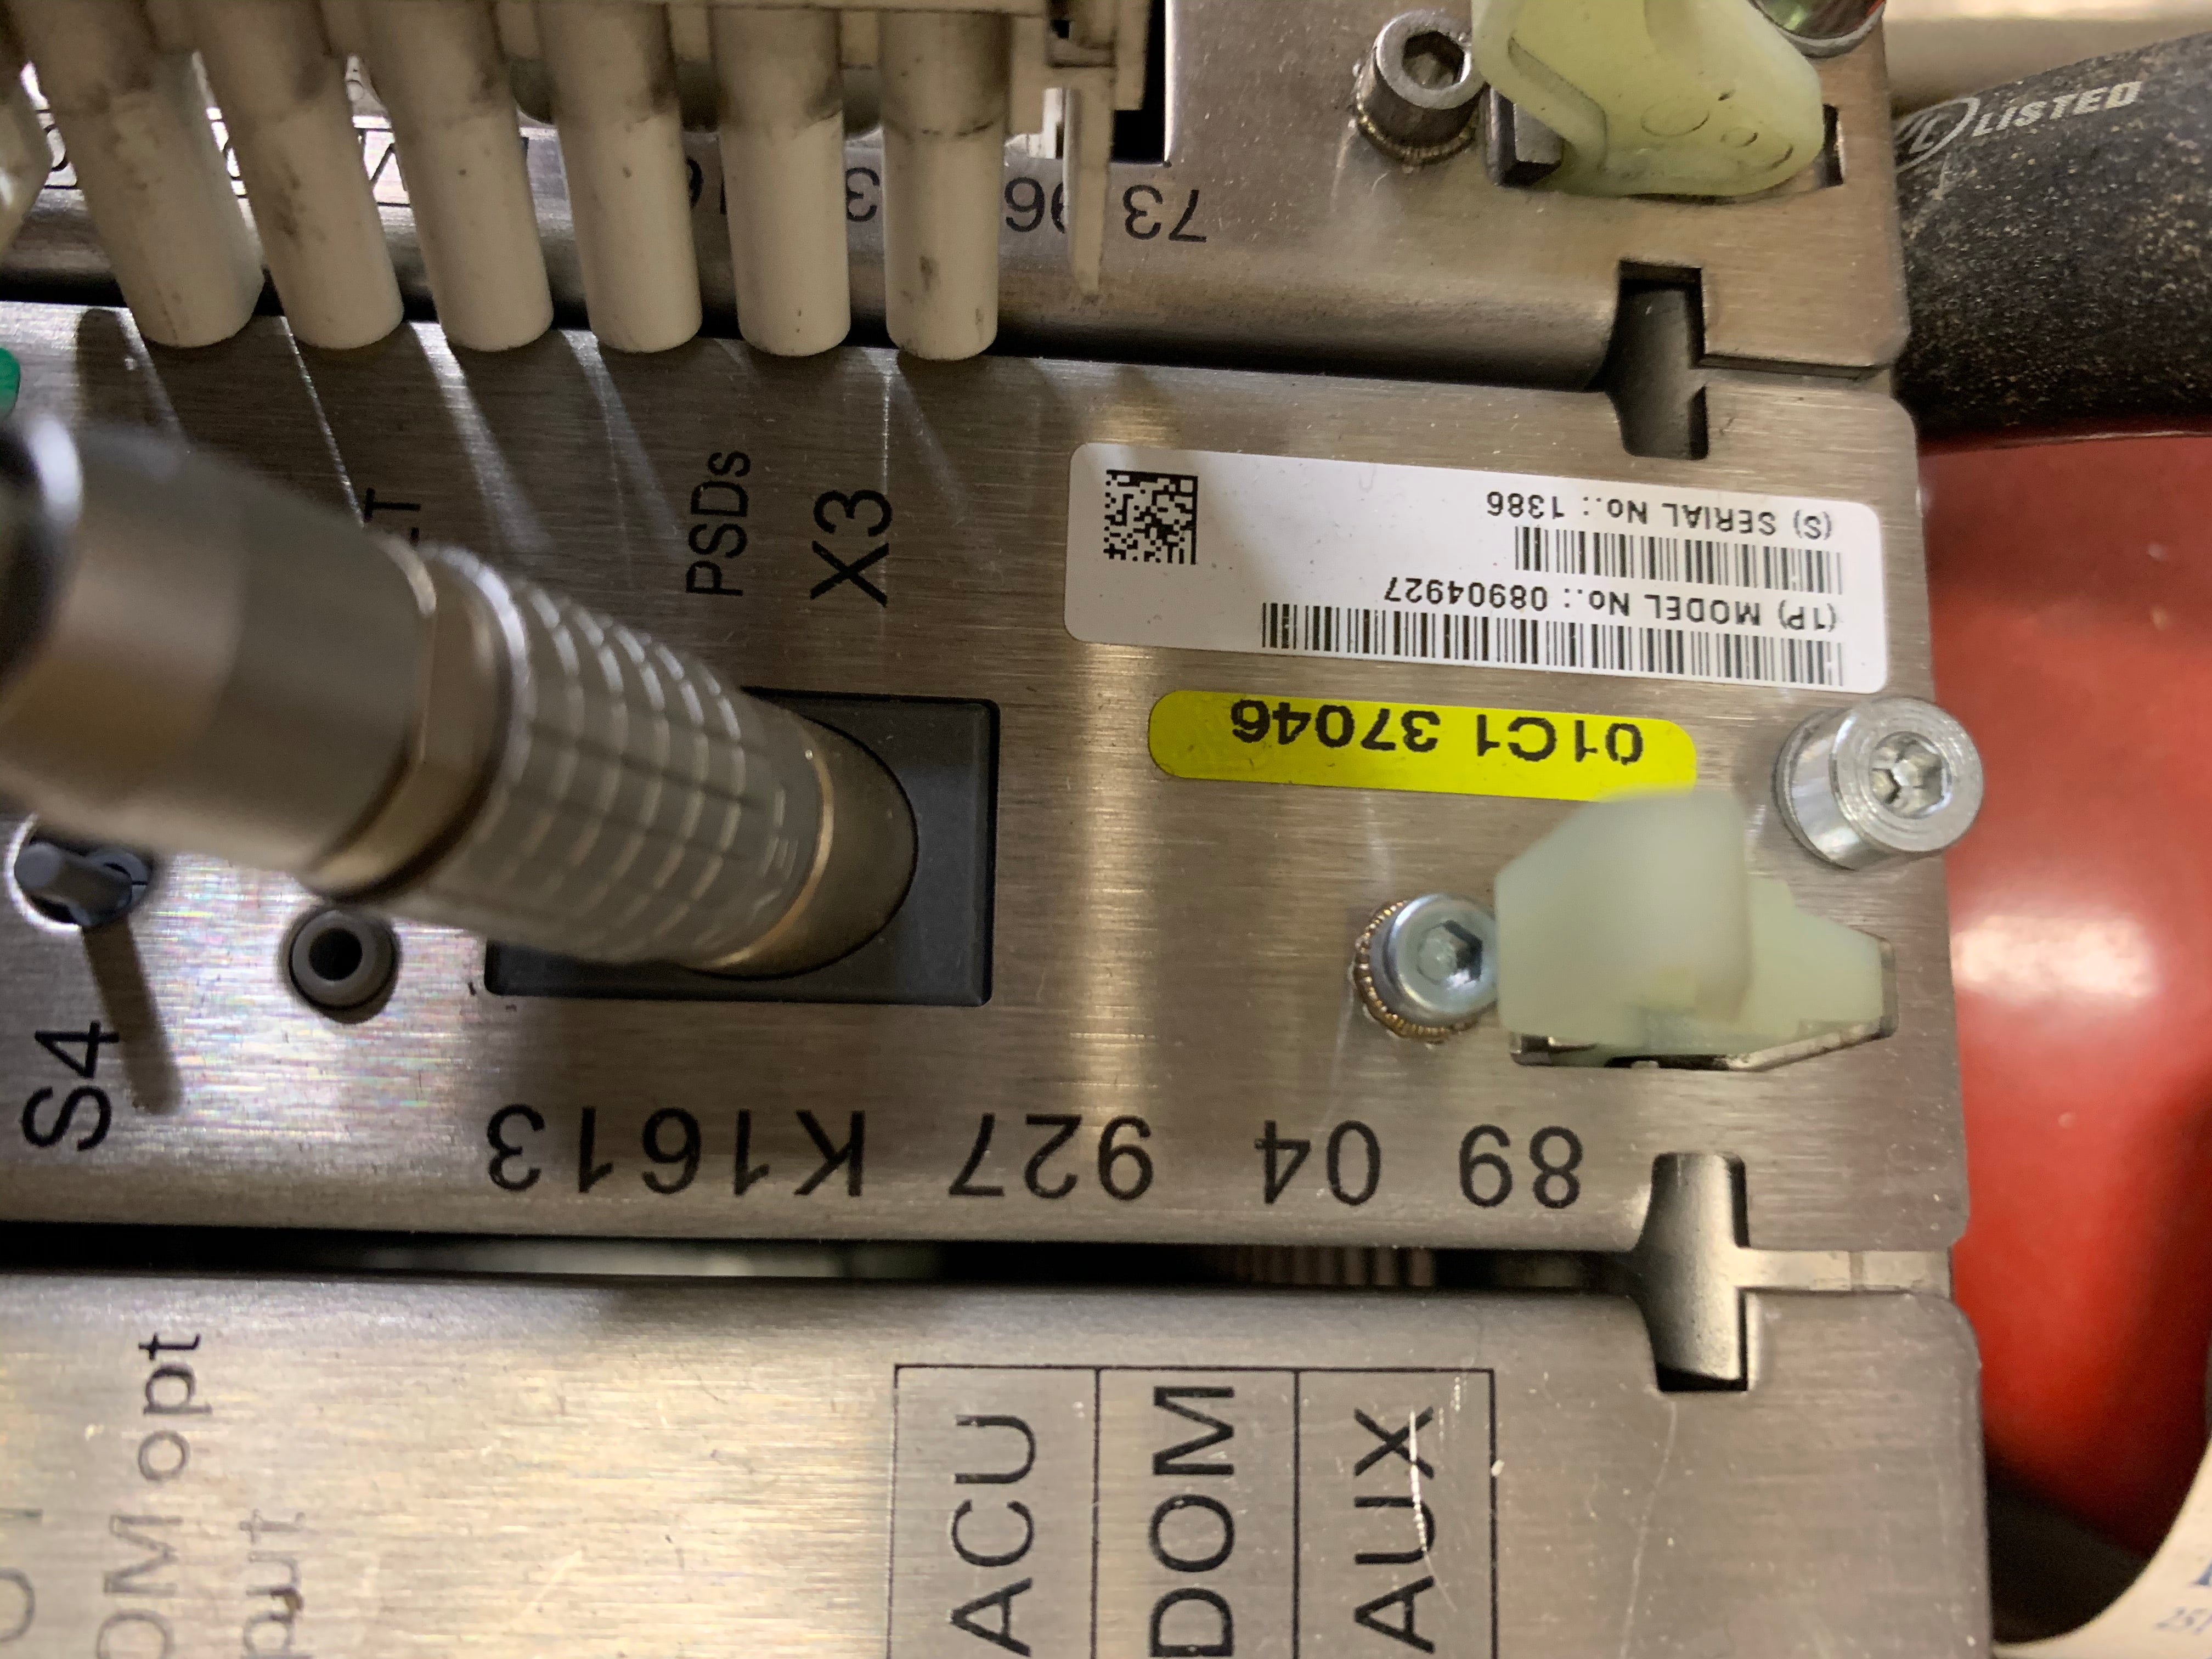 UL LISTED
73
PSDs
X3
(S) SERIAL No.: 1386
(1P) MODEL No.: 08904927
01C1 37046
S4
89 04 927 K1613
opt
ACU
DOM
AUX